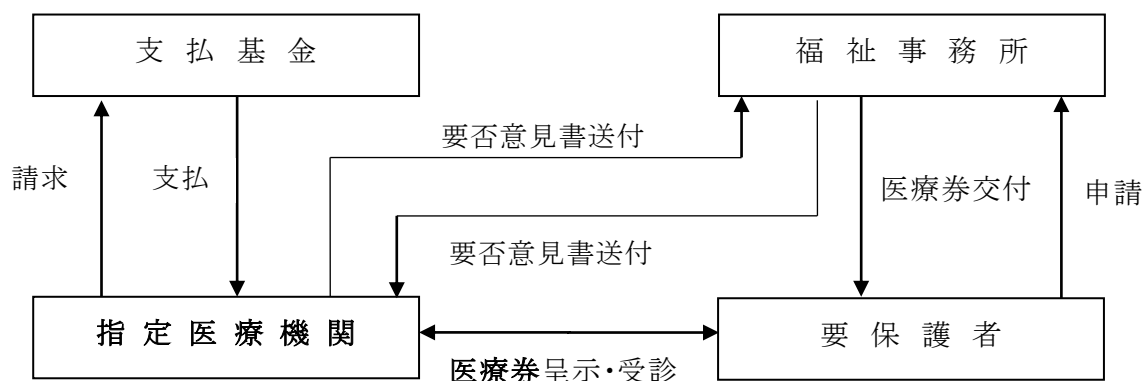 支払基金
福祉事務所
要否意見書送付
請求
支払
医療券交付
申請
要否意見書送付
指定医療機関
要保護者
医療券呈示・受診